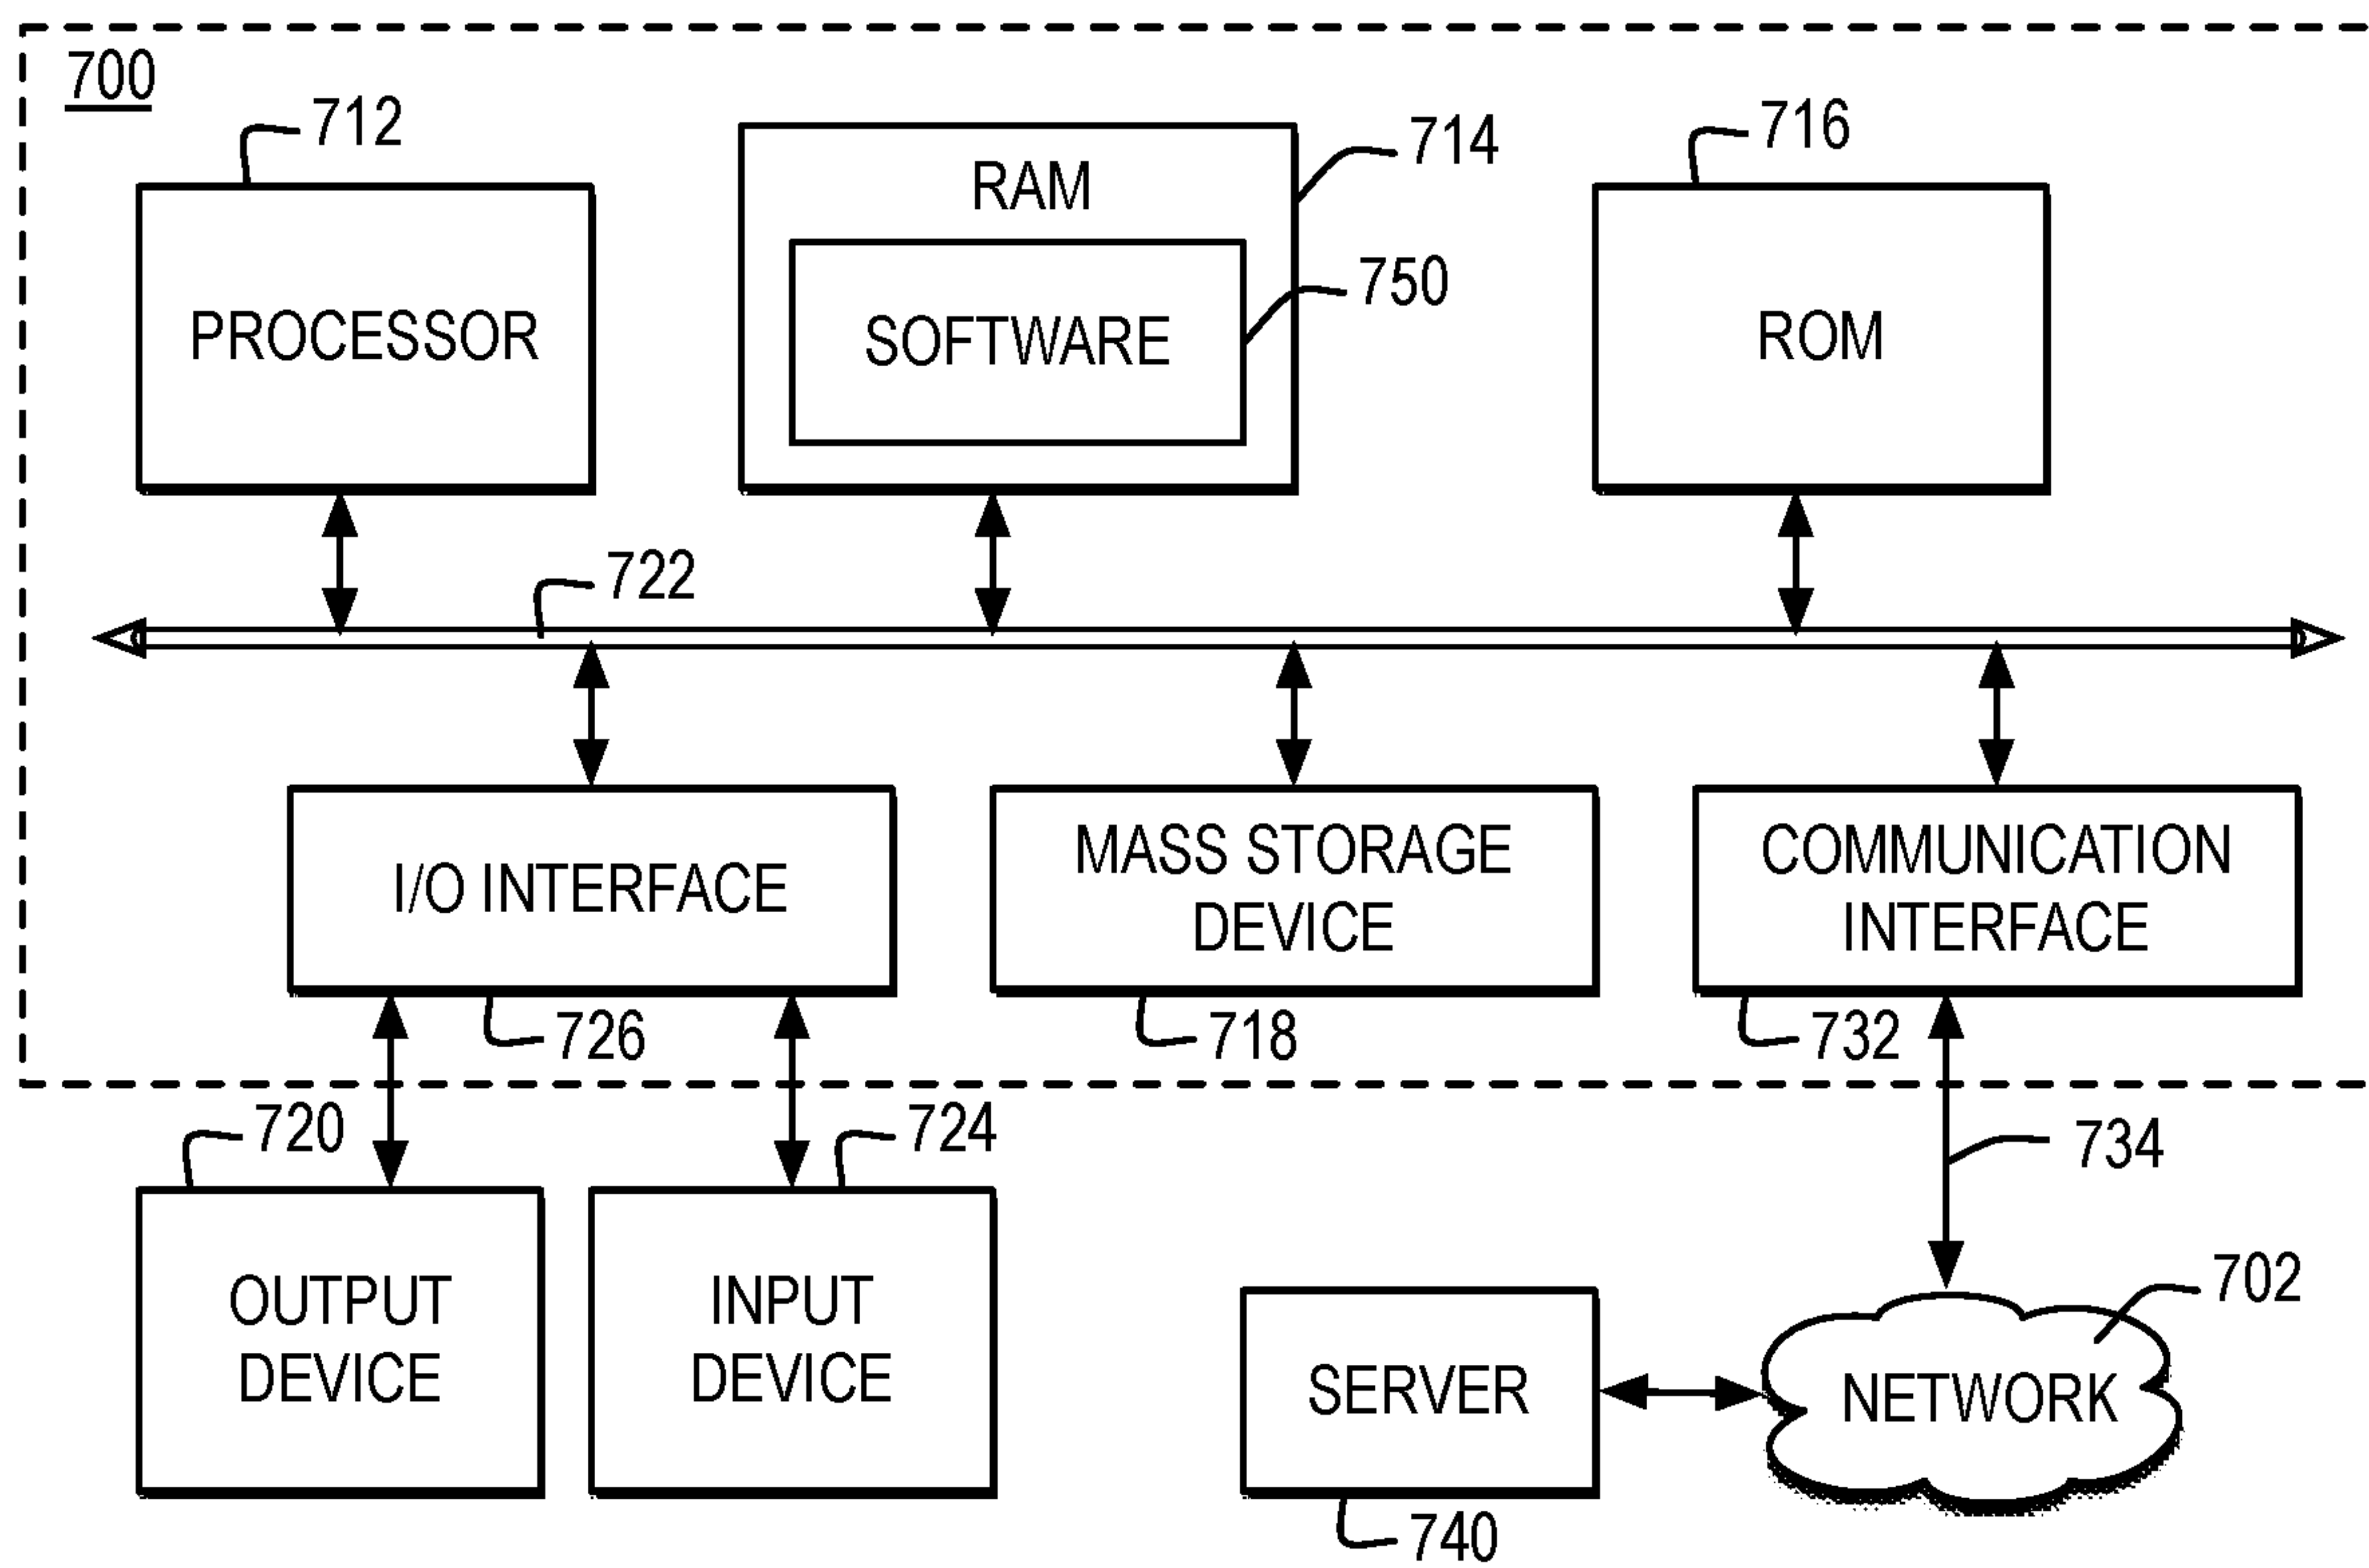 700
712
714
716
RAM
750
PROCESSOR
SOFTWARE
ROM
722
I/O INTERFACE
MASS STORAGE
DEVICE
COMMUNICATION
INTERFACE
726
718
732
720
724
734
OUTPUT
DEVICE
INPUT
DEVICE
702
SERVER
NETWORK
740